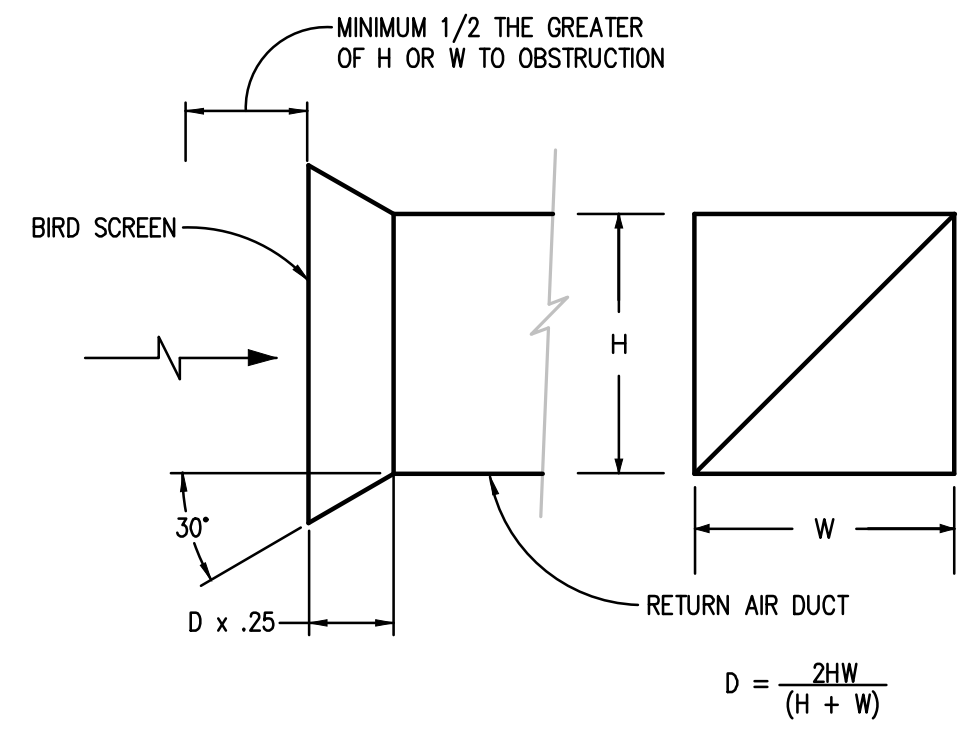 MINIMUM 1/2 THE GREATER
OF H OR W TO OBSTRUCTION
BIRD SCREEN
H
30°
W
D x .25
RETURN AIR DUCT
D = 2HW
(H + W)